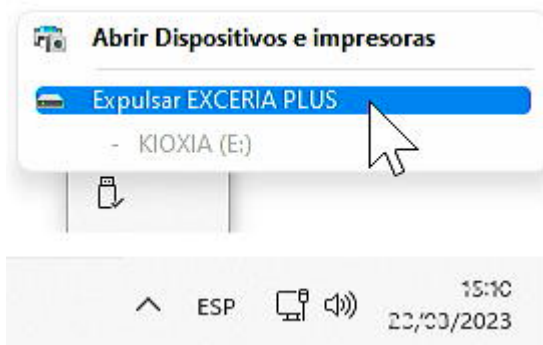 Abrir Dispositivos e impresoras
Expulsar EXCERIA PLUS
- KIOXIA (E:)
ESP
15:10